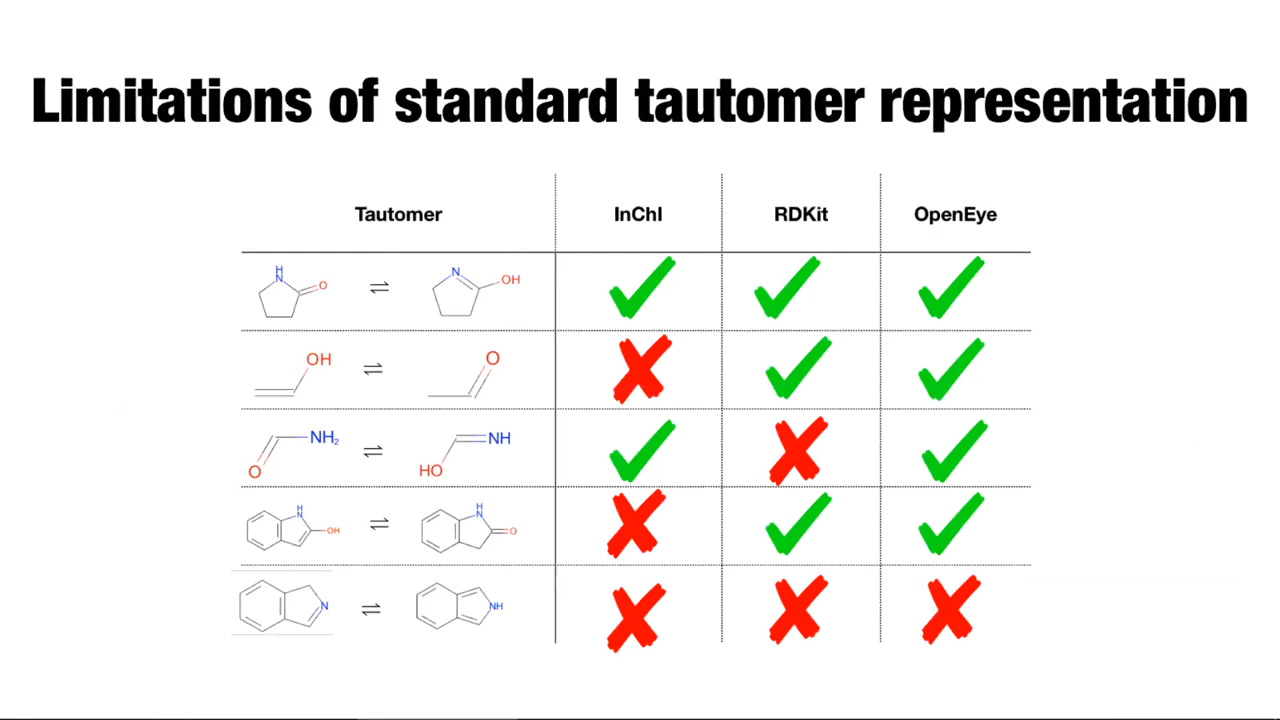 Limitations of standard tautomer representation
Tautomer InChI RDKit OpenEye
H
N O N OH
OH O
O NH₂ HO NH
H
N OH
H
N O
N NH